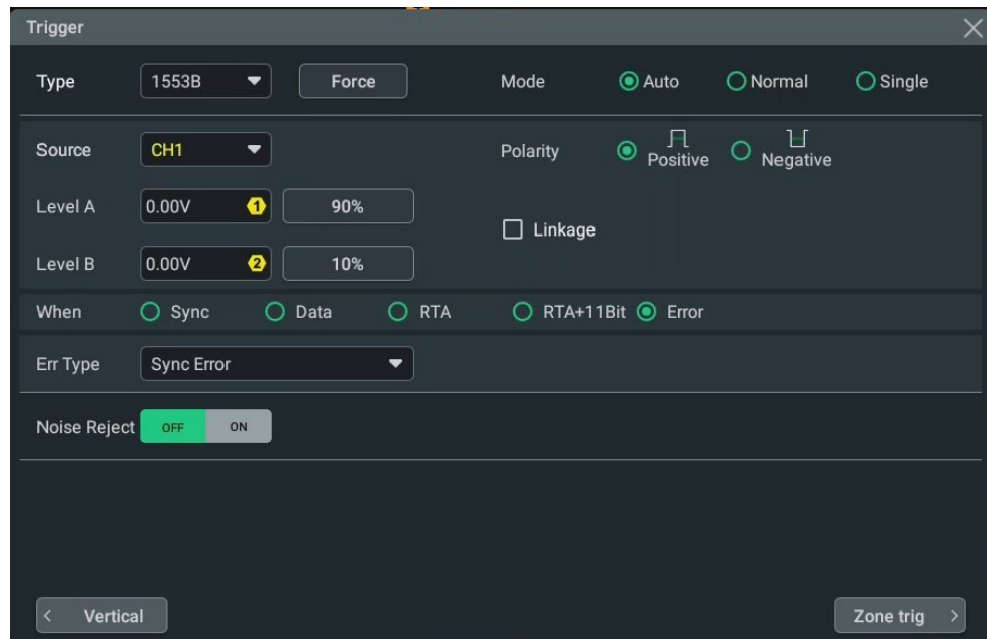 Trigger
Type 1553B Force Mode Auto Normal Single
Source CH1 Polarity Positive Negative
Level A 0.00V 1 90%
Linkage
Level B 0.00V 2 10%
When Sync Data RTA RTA+11Bit Error
Err Type Sync Error
Noise Reject OFF ON
< Vertical Zone trig >